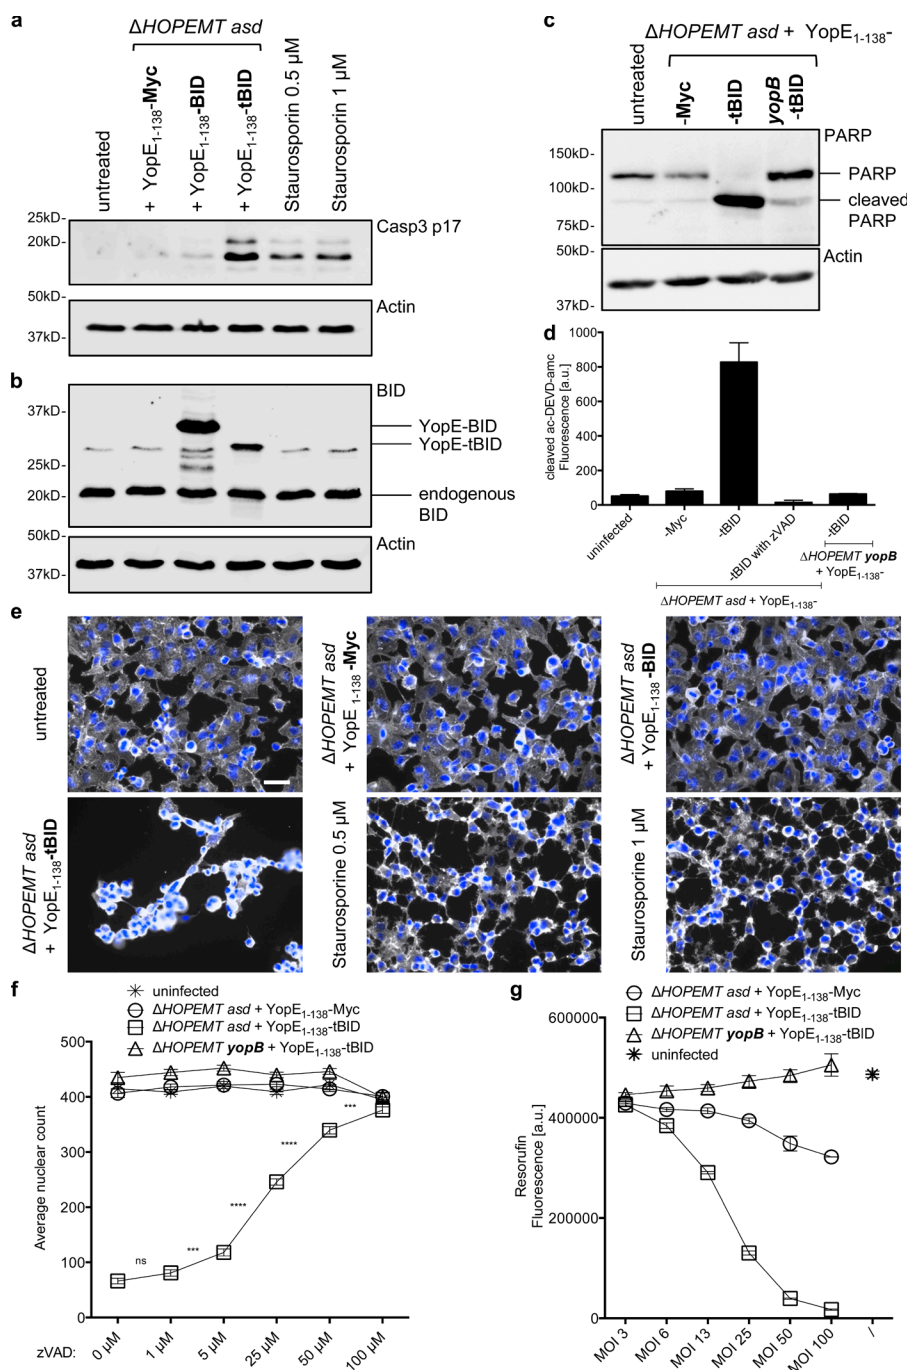 a
ΔHOPEMT asd
untreated
+ YopE1-138-Myc
+ YopE1-138-BID
+ YopE1-138-tBID
Staurosporin 0.5 µM
Staurosporin 1 µM
25kD-
20kD-
Casp3 p17
50kD-
37kD-
Actin
b
37kD-
25kD-
20kD-
BID
YopE-BID
YopE-tBID
endogenous
BID
50kD-
37kD-
Actin
c
ΔHOPEMT asd + YopE1-138-
untreated
-Myc
-tBID
yopB
-tBID
PARP
150kD-
100kD-
75kD-
PARP
cleaved
PARP
50kD-
37kD-
Actin
d
cleaved ac-DEVD-amc
Fluorescence [a.u.]
1000
800
600
400
200
0
uninfected
-Myc
-tBID
-tBID with zVAD
-tBID
ΔHOPEMT yopB
+ YopE1-138-
ΔHOPEMT asd + YopE1-138-
e
untreated
ΔHOPEMT asd
+ YopE1-138-Myc
ΔHOPEMT asd
+ YopE1-138-BID
ΔHOPEMT asd
+ YopE1-138-tBID
Staurosporine 0.5 µM
Staurosporine 1 µM
f
uninfected
ΔHOPEMT asd + YopE1-138-Myc
ΔHOPEMT asd + YopE1-138-tBID
ΔHOPEMT yopB + YopE1-138-tBID
Average nuclear count
500
400
300
200
100
0
ns
***
****
****
***
zVAD:
0 µM
1 µM
5 µM
25 µM
50 µM
100 µM
g
ΔHOPEMT asd + YopE1-138-Myc
ΔHOPEMT asd + YopE1-138-tBID
ΔHOPEMT yopB + YopE1-138-tBID
uninfected
Resorufin
Fluorescence [a.u.]
600000
400000
200000
0
MOI 3
MOI 6
MOI 13
MOI 25
MOI 50
MOI 100
/